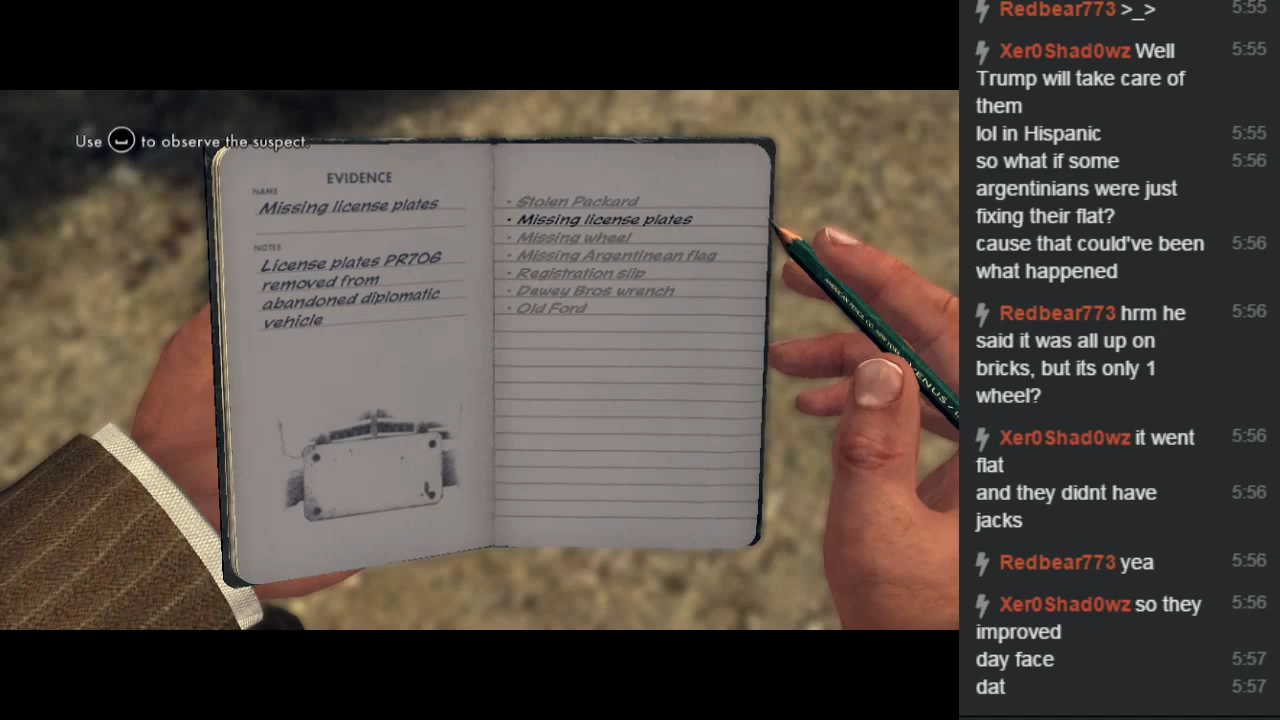 Use to observe the suspect.
EVIDENCE
NAME
Missing license plates
NOTES
License plates PR706
removed from
abandoned diplomatic
vehicle
· Stolen Packard
· Missing license plates
· Missing wheel
· Missing Argentinean flag
· Registration slip
· Dewey Bros wrench
· Old Ford
Redbear773 >_> 5:55
Xer0Shad0wz Well 5:55
Trump will take care of
them
lol in Hispanic 5:55
so what if some 5:56
argentinians were just
fixing their flat?
cause that could've been 5:56
what happened
Redbear773 hrm he 5:56
said it was all up on
bricks, but its only 1
wheel?
Xer0Shad0wz it went 5:56
flat
and they didnt have 5:56
jacks
Redbear773 yea 5:56
Xer0Shad0wz so they 5:56
improved
day face 5:57
dat 5:57